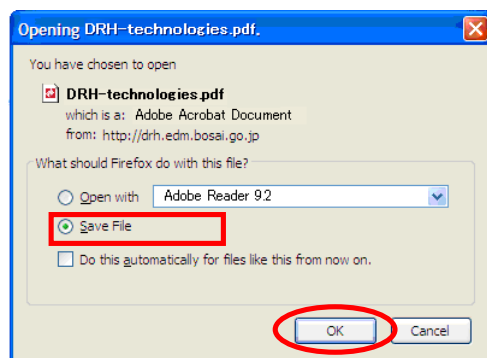 Opening DRH-technologies.pdf.
You have chosen to open
DRH-technologies.pdf
which is a: Adobe Acrobat Document
from: http://drh.edm.bosai.go.jp
What should Firefox do with this file?
Open with Adobe Reader 9.2
Save File
Do this automatically for files like this from now on.
OK Cancel